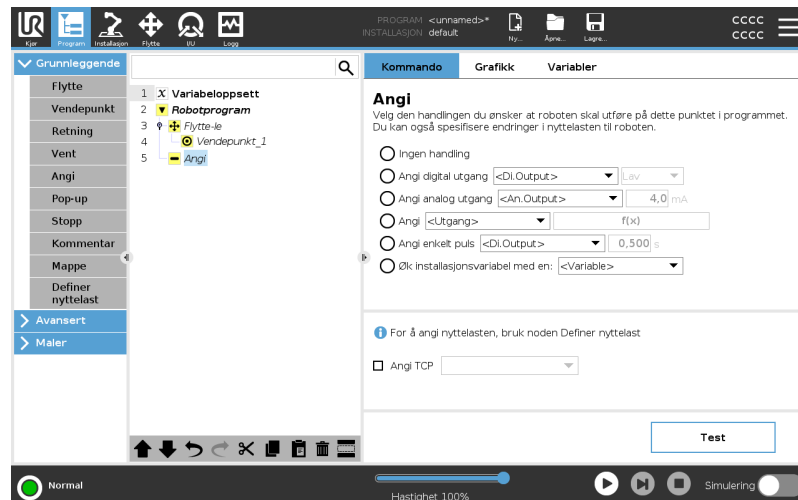 UR
Kjør
Program
Installasjon
Flytte
I/U
Logg
PROGRAM <unnamed>*
INSTALLASJON default
Ny...
Åpne...
Lagre...
cccc
cccc
Grunnleggende
Flytte
Vendepunkt
Retning
Vent
Angi
Pop-up
Stopp
Kommentar
Mappe
Definer
nyttelast
Avansert
Maler
1 X Variabeloppsett
2 Robotprogram
3 Flytte-le
4 Vendepunkt_1
5 Angi
Kommando Grafikk Variabler
Angi
Velg den handlingen du ønsker at roboten skal utføre på dette punktet i programmet.
Du kan også spesifisere endringer i nyttelasten til roboten.
Ingen handling
Angi digital utgang <Di.Output> Lav
Angi analog utgang <An.Output> 4,0 mA
Angi <Utgang> f(x)
Angi enkelt puls <Di.Output> 0,500 s
Øk installasjonsvariabel med en: <Variable>
For å angi nyttelasten, bruk noden Definer nyttelast
Angi TCP
Test
Normal
Hastighet 100%
Simulering